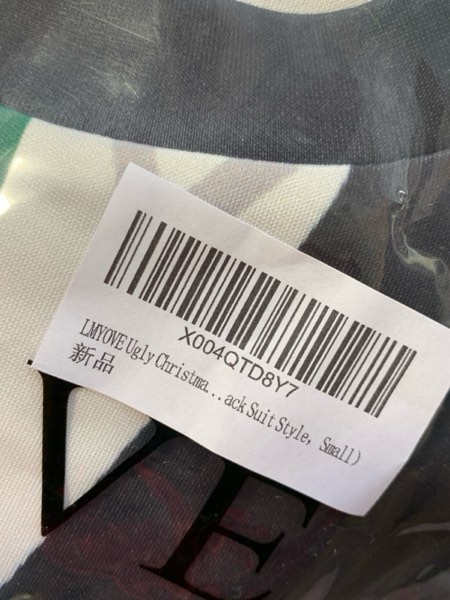 X004QTD8Y7
LMYOVE Ugly Christma...ack Suit Style, Small)
新品
VE